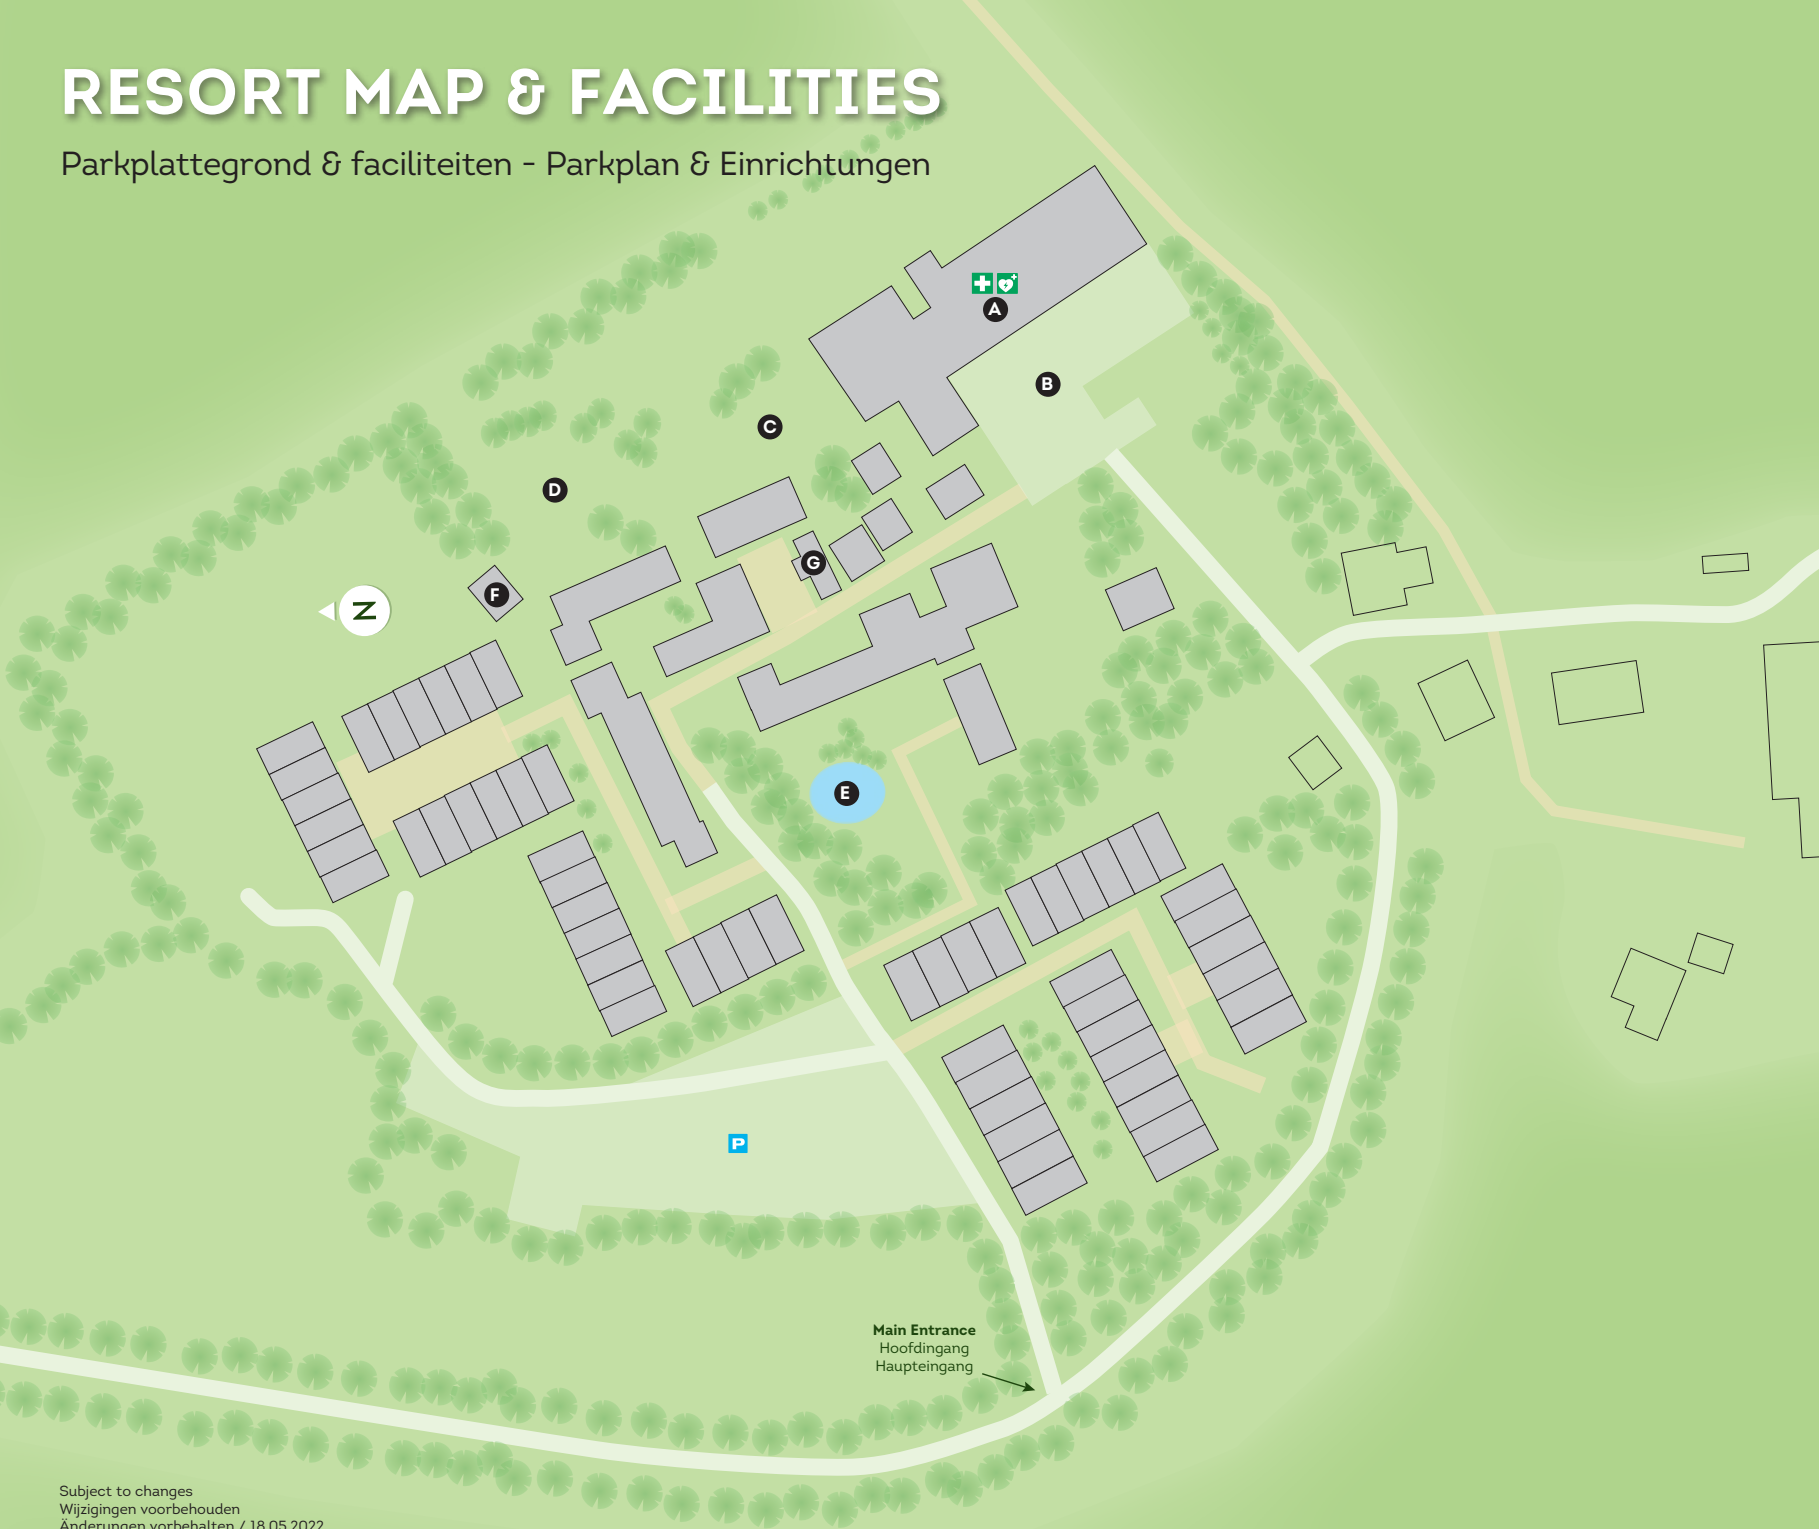 RESORT MAP & FACILITIES
Parkplattegrond & faciliteiten - Parkplan & Einrichtungen
A
B
C
D
G
F
N
E
P
Main Entrance
Hoofdingang
Haupteingang
Subject to changes
Wijzigingen voorbehouden
Änderungen vorbehalten / 18.05.2022